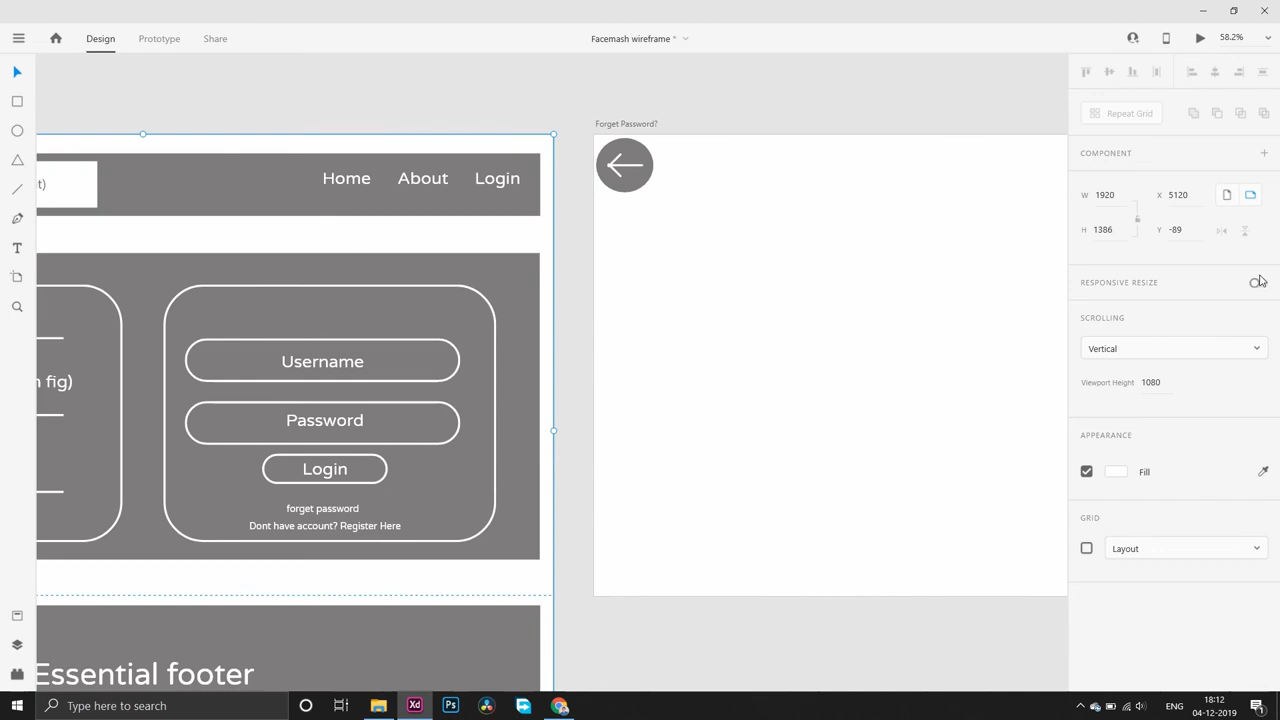 Design
Prototype
Share
Facemash wireframe *
58.2%
Forget Password?
Repeat Grid
COMPONENT
W 1920
X 5120
H 1386
Y -89
RESPONSIVE RESIZE
SCROLLING
Vertical
Viewport Height 1080
APPEARANCE
Fill
GRID
Layout
t)
Home
About
Login
n fig)
Username
Password
Login
forget password
Dont have account? Register Here
Essential footer
Type here to search
Xd
Ps
ENG
18:12
04-12-2019